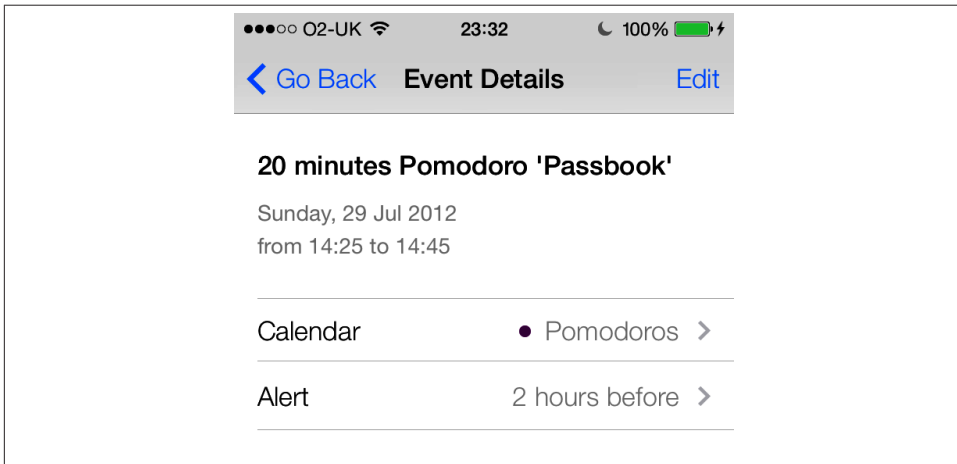 O2-UK 23:32 100%
Go Back Event Details Edit
20 minutes Pomodoro 'Passbook'
Sunday, 29 Jul 2012
from 14:25 to 14:45
Calendar Pomodoros
Alert 2 hours before